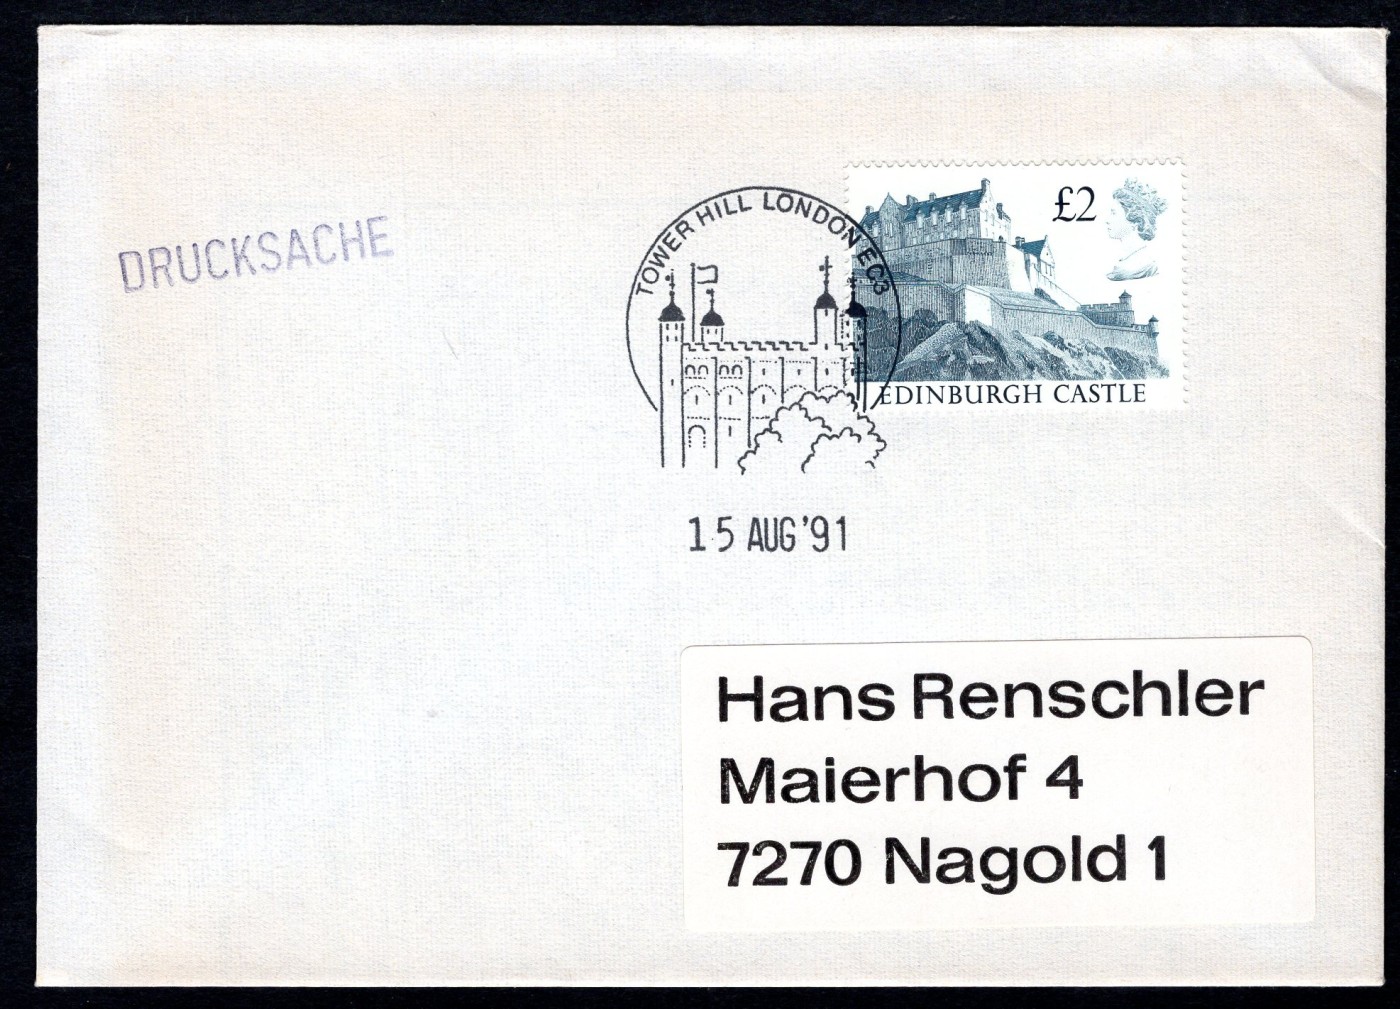 DRUCKSACHE
TOWER HILL LONDON EC3
£2
EDINBURGH CASTLE
15 AUG '91
Hans Renschler
Maierhof 4
7270 Nagold 1